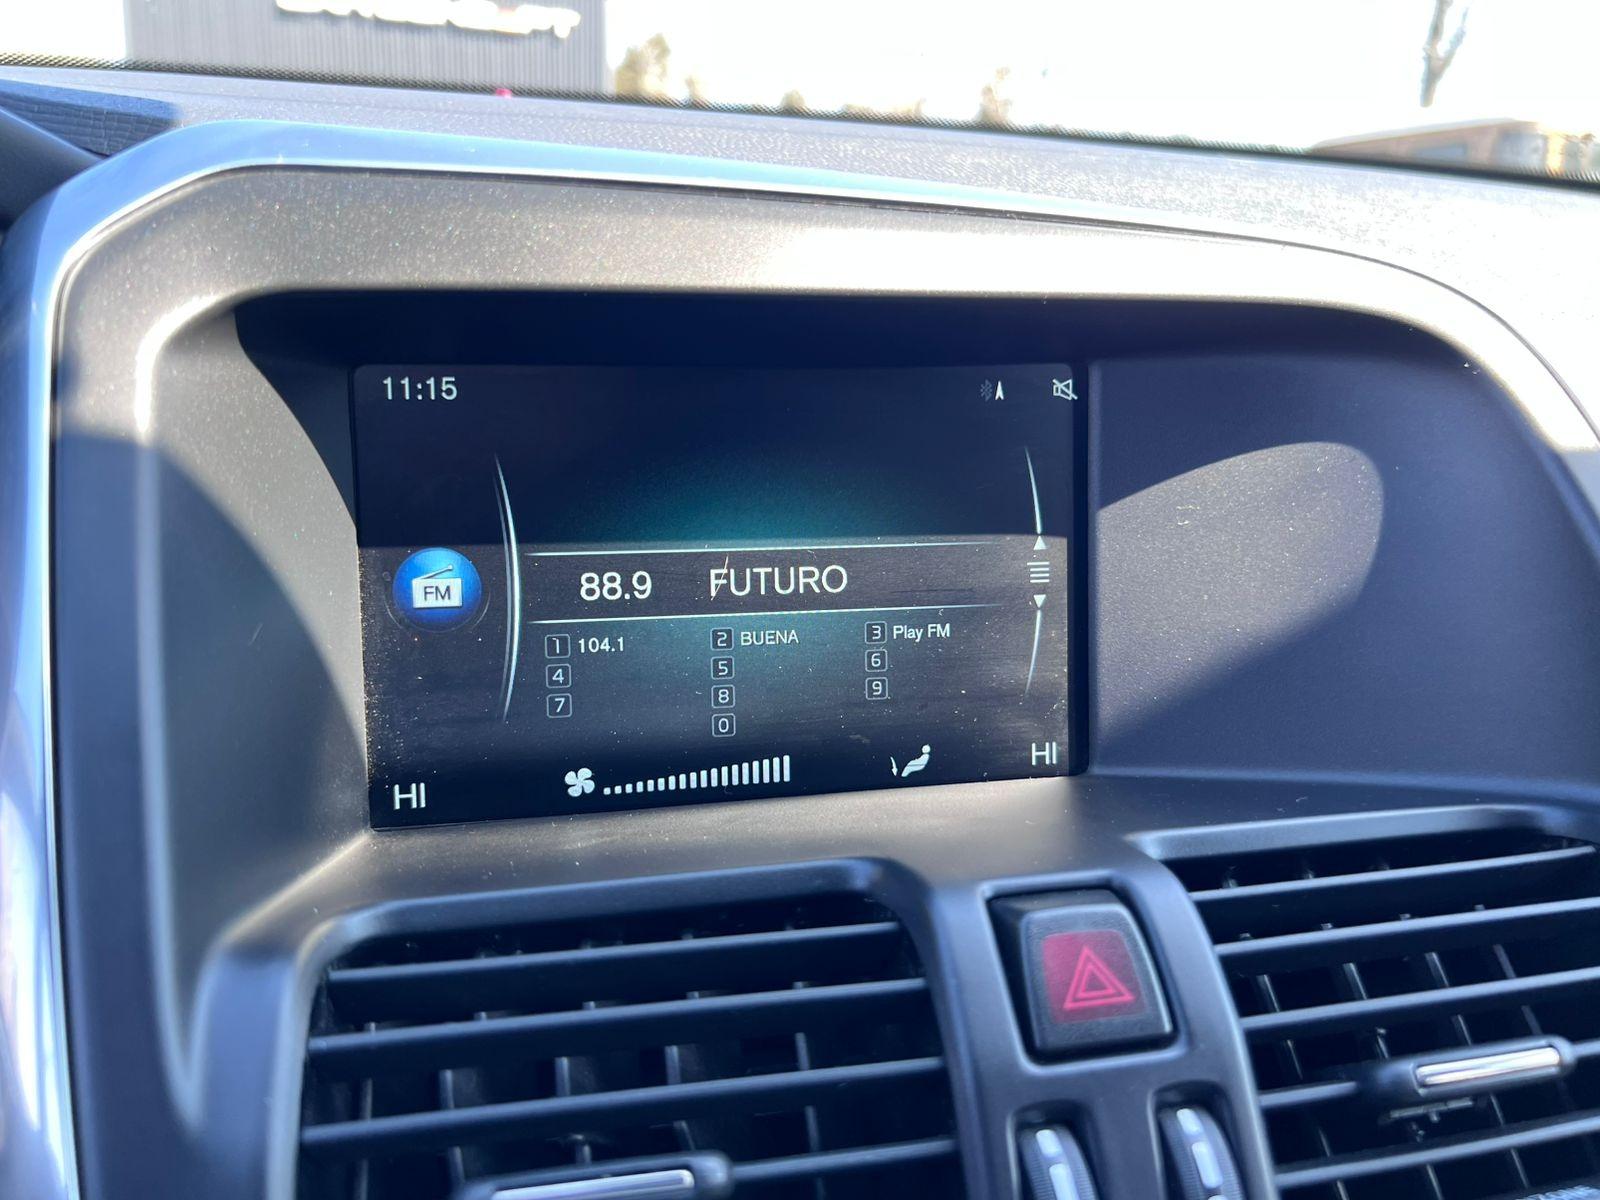 11:15
FM
88.9 FUTURO
1 104.1 2 BUENA 3 Play FM
4 5 6
7 8 9
0
HI HI